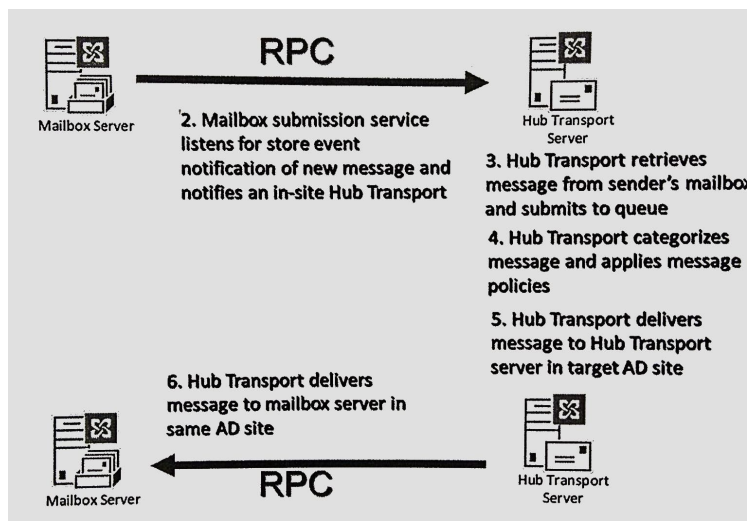 RPC
Mailbox Server
Hub Transport
Server
'2. Mailbox submission service
listens for store event
notification of new message and
notifies an in-site Hub Transport
3. Hub Transport retrieves
message from sender's mailbox
and submits to queue
4. Hub Transport categorizes
message and applies message
policies
5. Hub Transport delivers
message to Hub Transport
server in target AD site
6. Hub Transport delivers
message to mailbox server in
same AD site
RPC
Mailbox Server
Hub Transport
Server